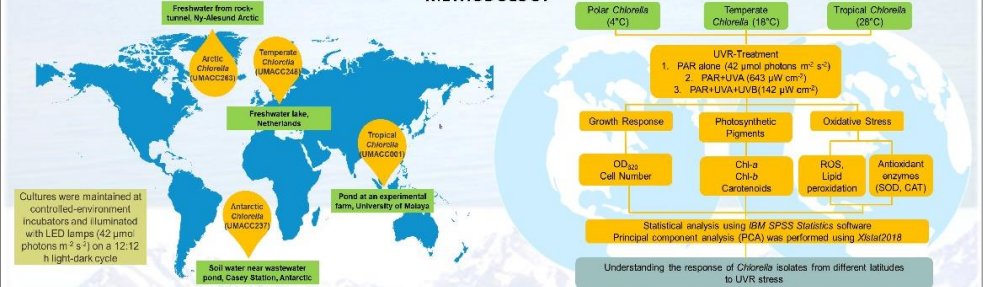 METHODOLOGY
Freshwater from rock-
tunnel, Ny-Alesund Arctic
Arctic
Chlorella
(UMACC263)
Temperate
Chlorella
(UMACC248)
Freshwater lake,
Netherlands
Tropical
Chlorella
(UMACC001)
Pond at an experimental
farm, University of Malaya
Antarctic
Chlorella
(UMACC237)
Soil water near wastewater
pond, Casey Station, Antarctic
Cultures were maintained at
controlled-environment
incubators and illuminated
with LED lamps (42 µmol
photons m⁻² s⁻¹) on a 12:12
h light-dark cycle
Polar Chlorella
(4°C)
Temperate
Chlorella (18°C)
Tropical Chlorella
(28°C)
UVR-Treatment
1. PAR alone (42 µmol photons m⁻² s⁻²)
2. PAR+UVA (643 µW cm⁻²)
3. PAR+UVA+UVB(142 µW cm⁻²)
Growth Response
Photosynthetic
Pigments
Oxidative Stress
OD₆₂₀
Cell Number
Chl-a
Chl-b
Carotenoids
ROS,
Lipid
peroxidation
Antioxidant
enzymes
(SOD, CAT)
Statistical analysis using IBM SPSS Statistics software
Principal component analysis (PCA) was performed using Xlstat2018
Understanding the response of Chlorella isolates from different latitudes
to UVR stress